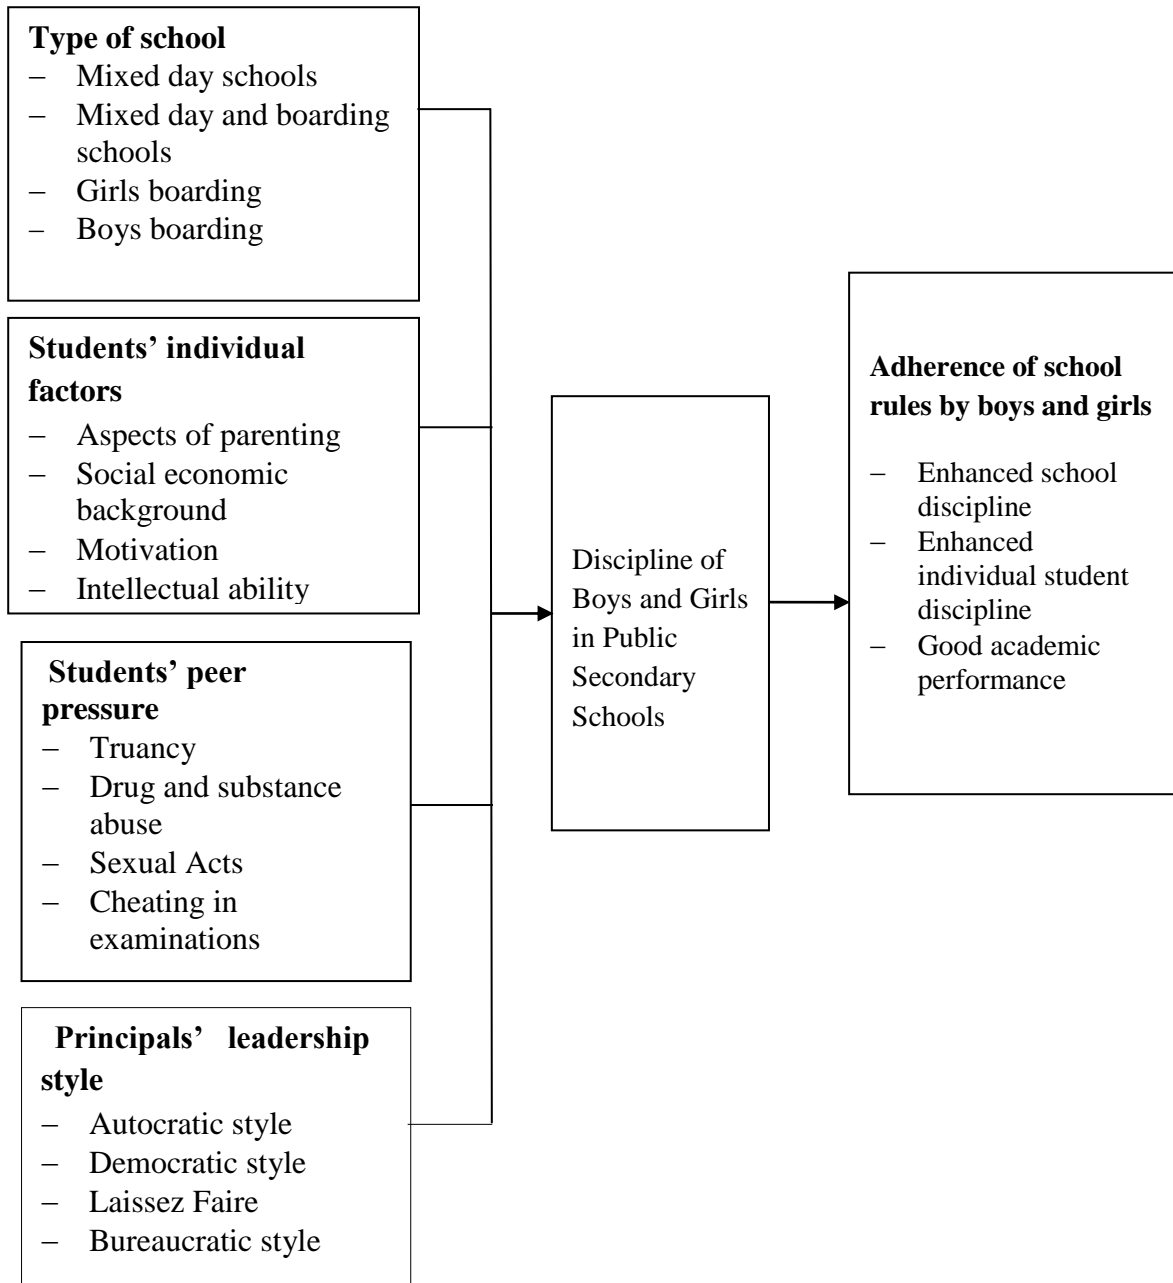 Type of school
– Mixed day schools
– Mixed day and boarding
schools
– Girls boarding
– Boys boarding
Students’ individual
factors
– Aspects of parenting
– Social economic
background
– Motivation
– Intellectual ability
Students’ peer
pressure
– Truancy
– Drug and substance
abuse
– Sexual Acts
– Cheating in
examinations
Principals’ leadership
style
– Autocratic style
– Democratic style
– Laissez Faire
– Bureaucratic style
Discipline of
Boys and Girls
in Public
Secondary
Schools
Adherence of school
rules by boys and girls
– Enhanced school
discipline
– Enhanced
individual student
discipline
– Good academic
performance